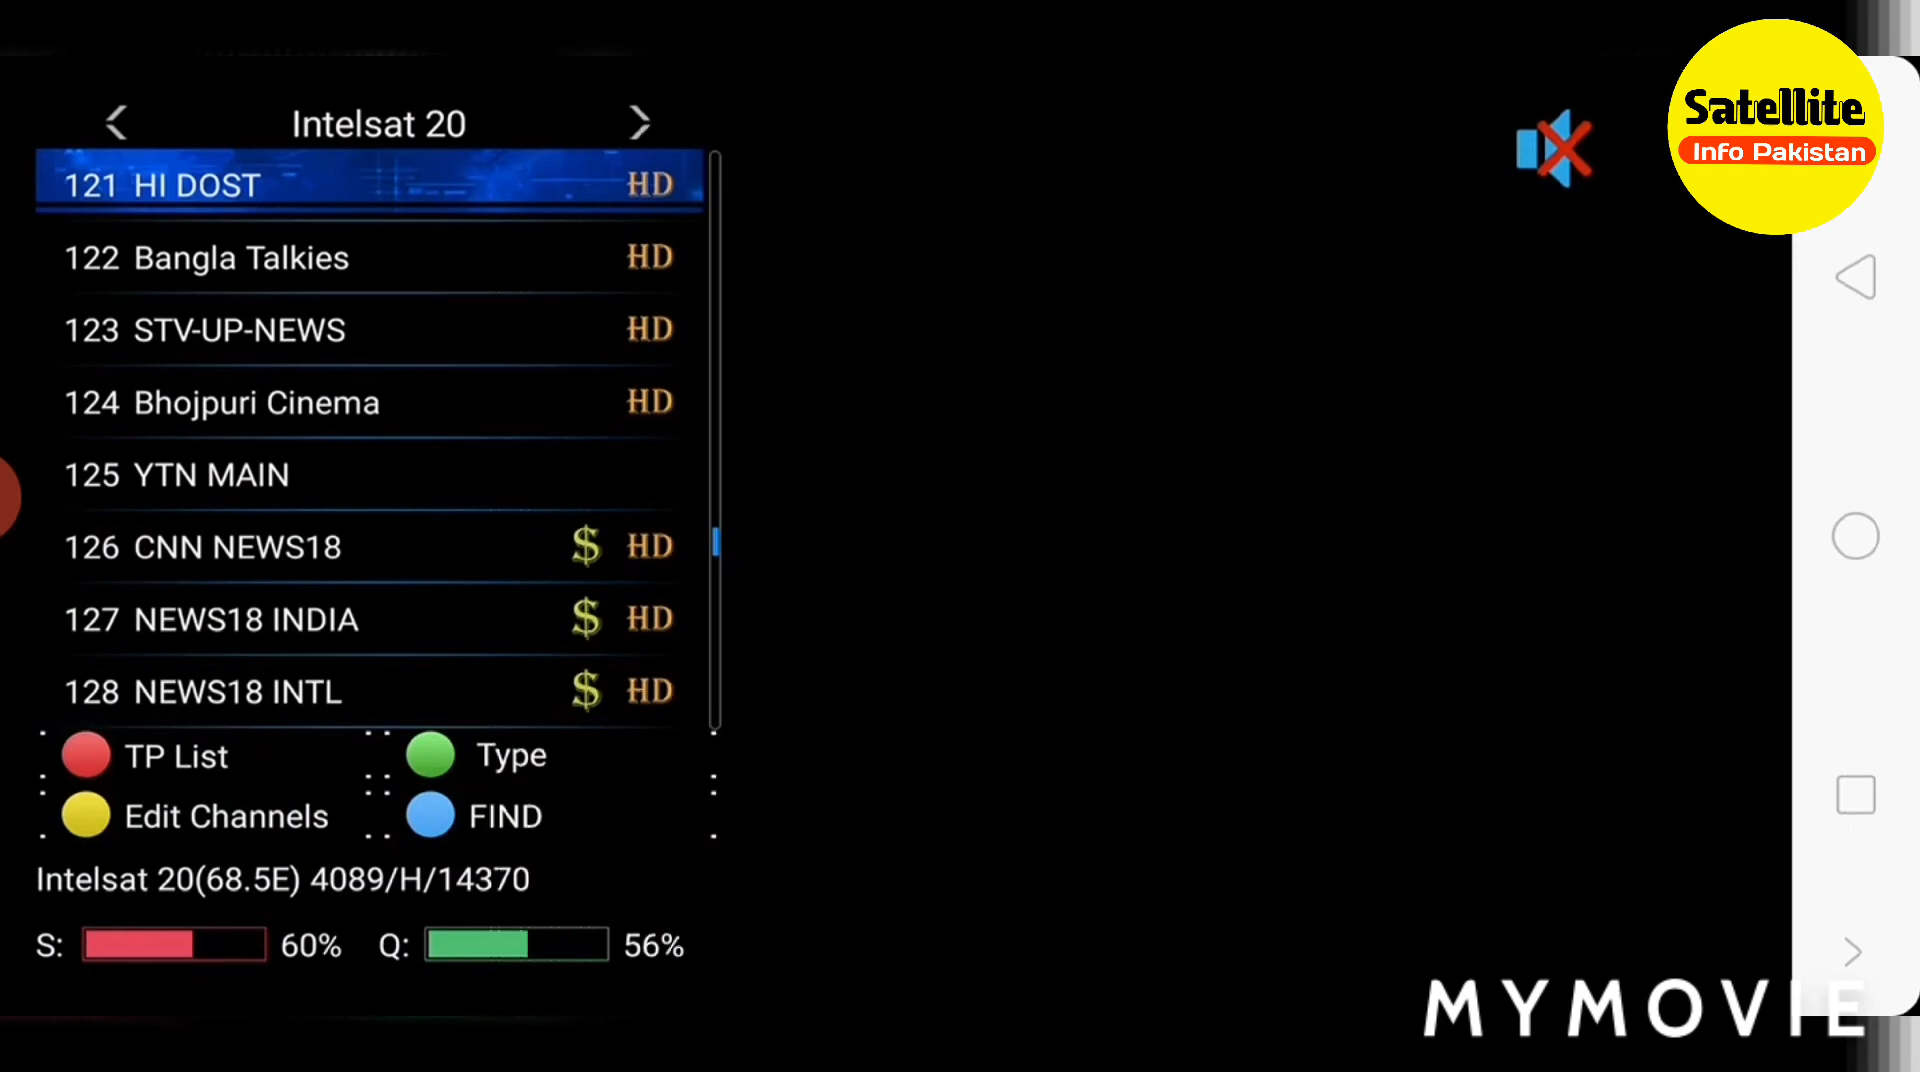 Intelsat 20
121 HI DOST HD
122 Bangla Talkies HD
123 STV-UP-NEWS HD
124 Bhojpuri Cinema HD
125 YTN MAIN
126 CNN NEWS18 $ HD
127 NEWS18 INDIA $ HD
128 NEWS18 INTL $ HD
TP List Type
Edit Channels FIND
Intelsat 20(68.5E) 4089/H/14370
S: 60% Q: 56%
Satellite
Info Pakistan
MYMOVIE